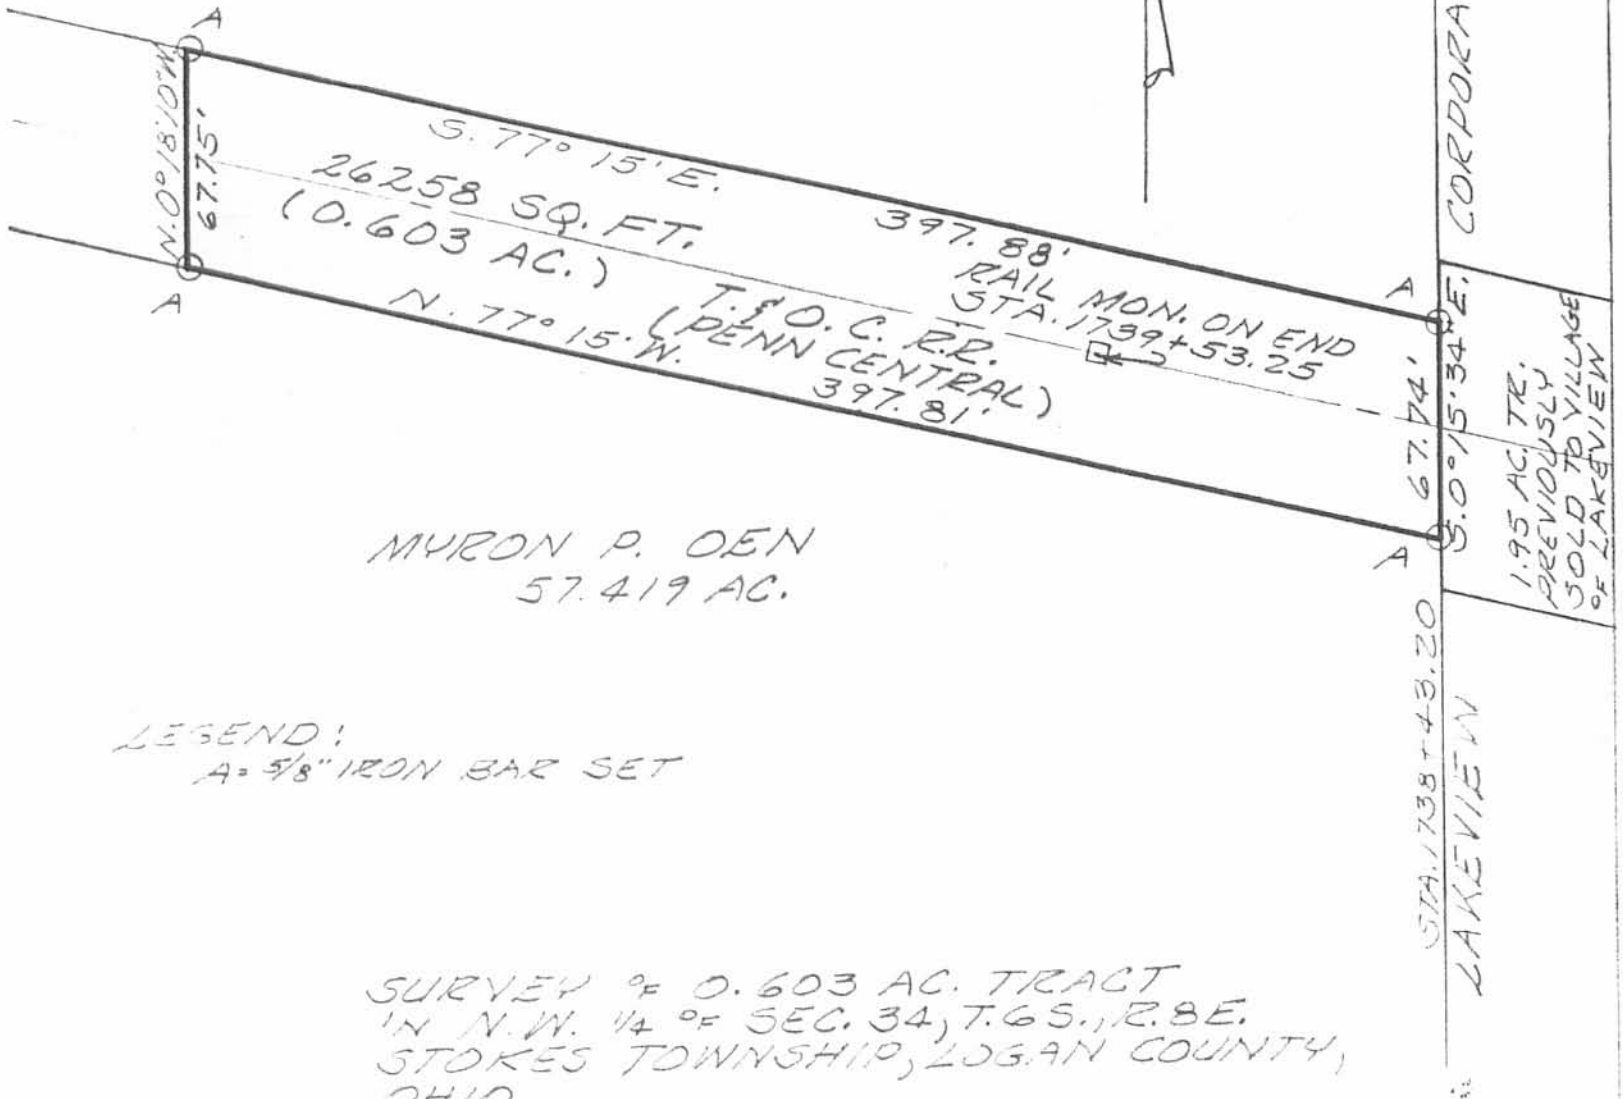 A
N. 0° 18' 10" W.
67.75'
A
S. 77° 15' E.
397. 88'
26258 SQ. FT.
(0.603 AC.)
RAIL MON. ON END
STA. 1739+53.25
T. & O. C. R.R.
(PENN CENTRAL)
N. 77° 15' W.
397. 81'
A
67.74'
S. 0° 15' 34" E.
A
CORPORA
1.95 AC. TR.
PREVIOUSLY
SOLD TO VILLAGE
OF LAKEVIEW
STA. 1738+43.20
LAKEVIEW
MYRON P. OEN
57.419 AC.
LEGEND:
A = 5/8" IRON BAR SET
SURVEY OF 0.603 AC. TRACT
IN N.W. 1/4 OF SEC. 34, T.6S., R.8E.
STOKES TOWNSHIP, LOGAN COUNTY,
OHIO